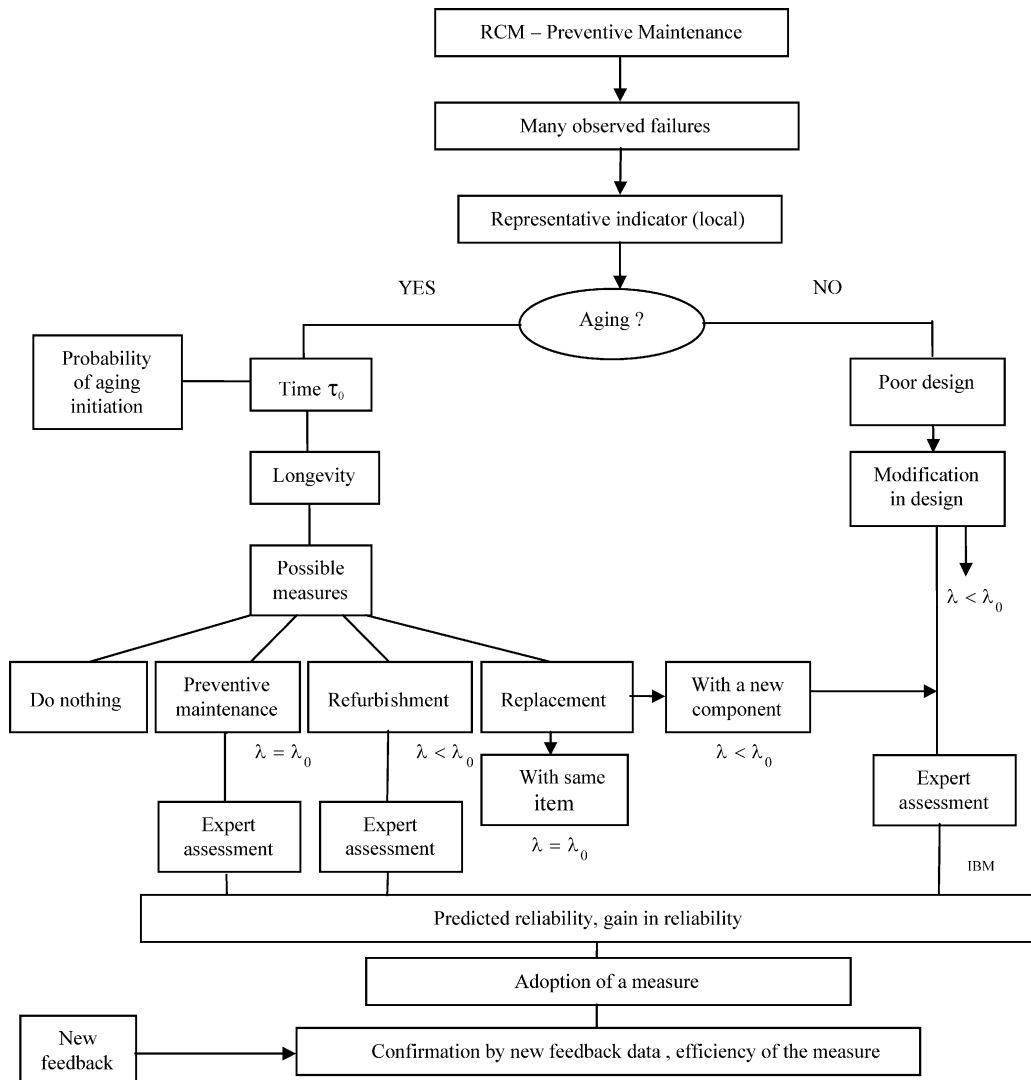 RCM – Preventive Maintenance
Many observed failures
Representative indicator (local)
YES
NO
Aging ?
Probability
of aging
initiation
Time τ₀
Poor design
Longevity
Modification
in design
Possible
measures
λ < λ₀
Do nothing
Preventive
maintenance
Refurbishment
Replacement
With a new
component
λ = λ₀
λ < λ₀
λ < λ₀
With same
item
Expert
assessment
Expert
assessment
Expert
assessment
λ = λ₀
IBM
Predicted reliability, gain in reliability
Adoption of a measure
New
feedback
Confirmation by new feedback data , efficiency of the measure